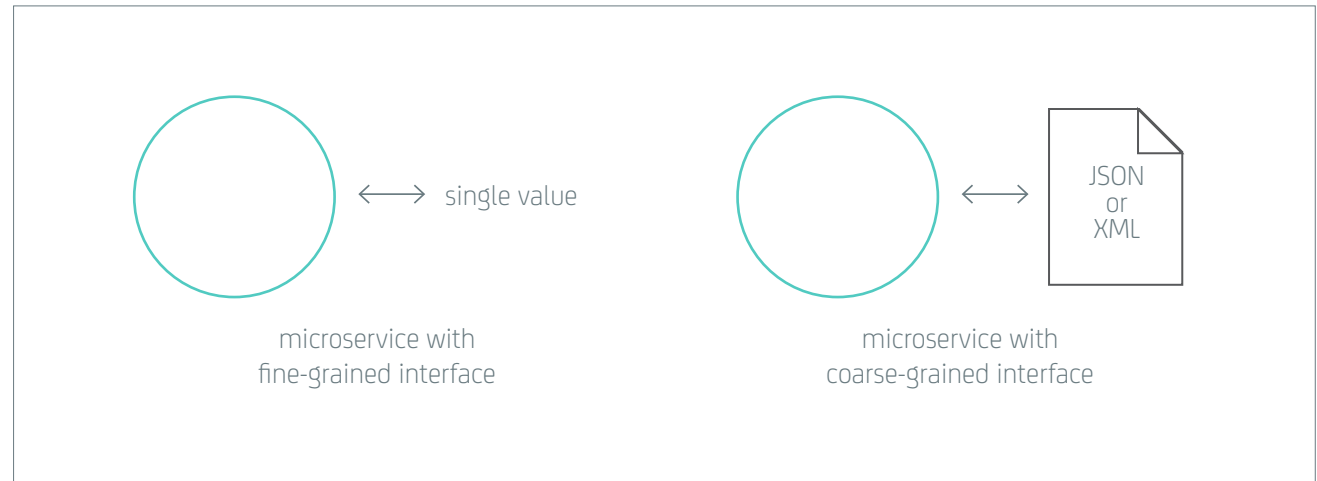 single value
JSON
or
XML
microservice with
fine-grained interface
microservice with
coarse-grained interface